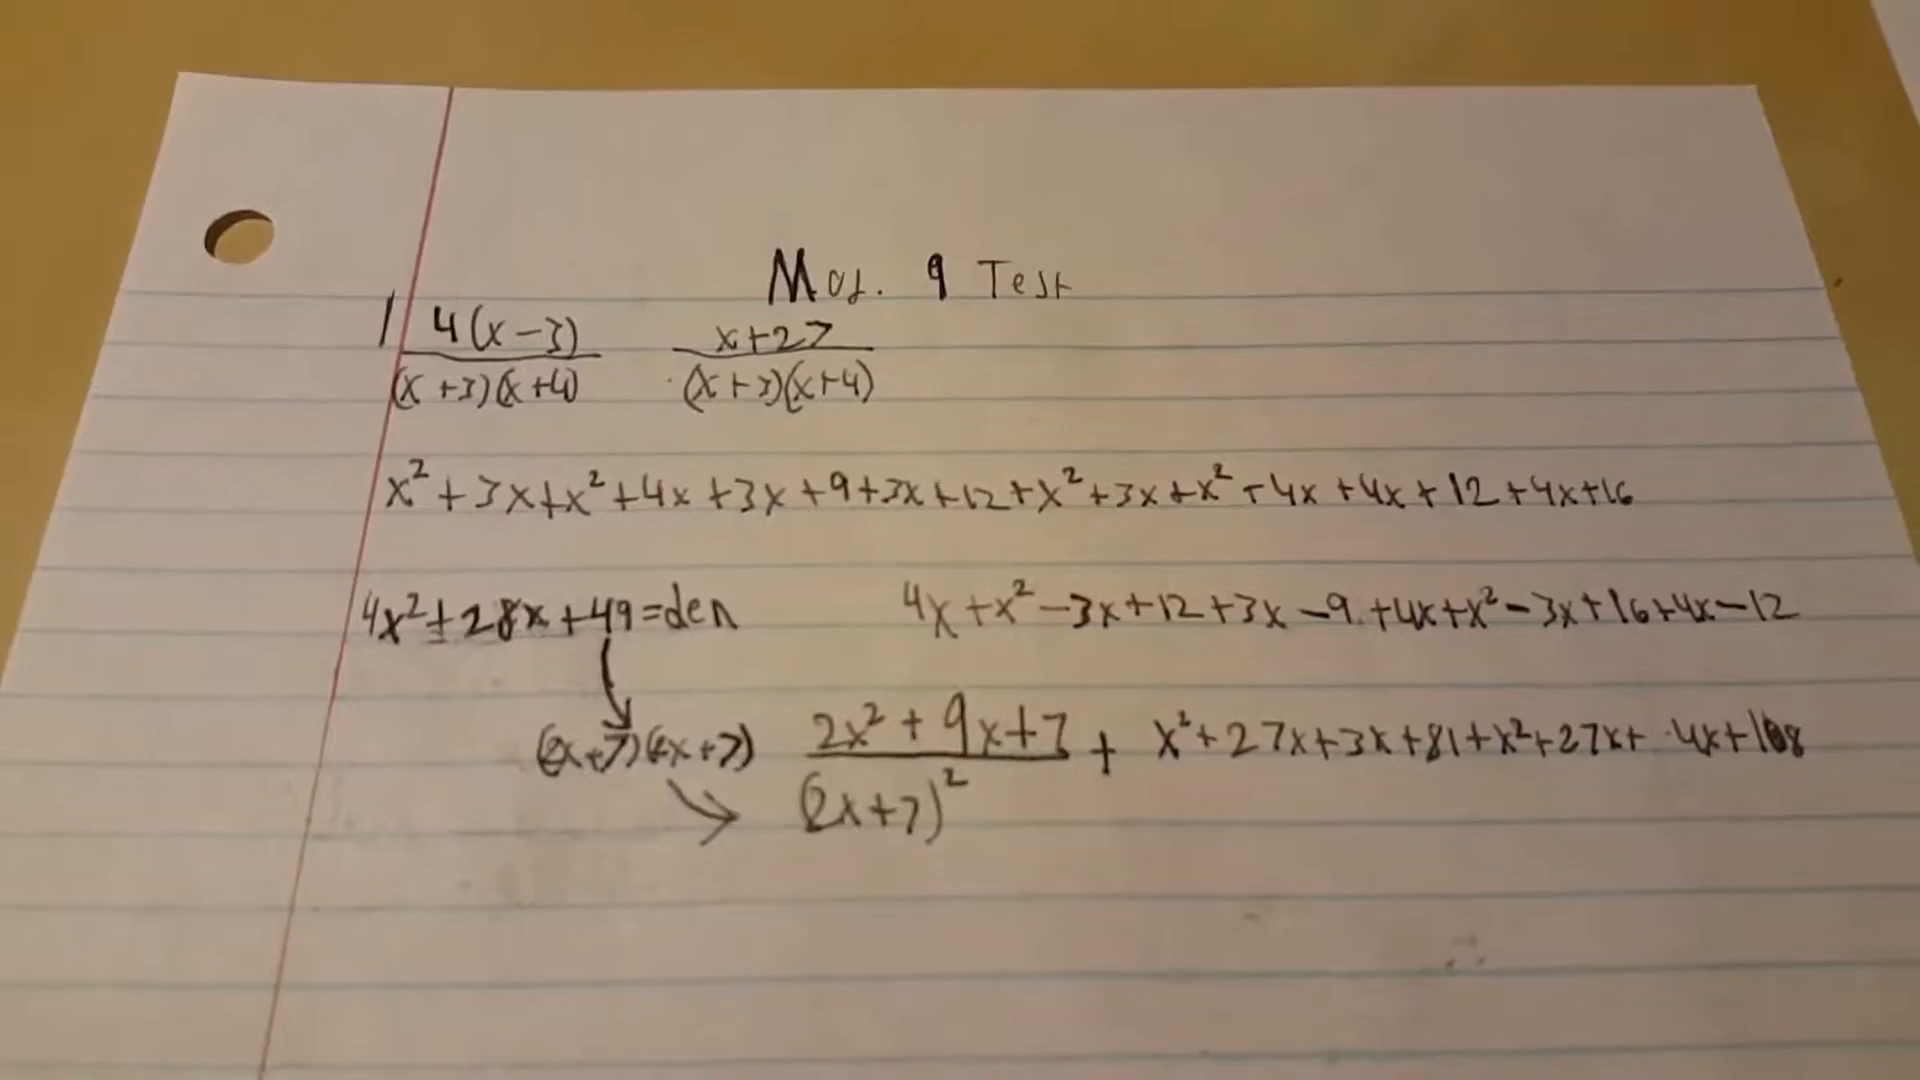 Mod. 9 Test
1 4(x-3) x+27
(x+3)(x+4) (x+3)(x+4)
x²+3x+x²+4x+3x+9+3x+12+x²+3x+x²+4x+4x+12+4x+16
4x²+28x+49=den 4x+x²-3x+12+3x-9+4x+x²-3x+16+4x-12
(2x+7)(2x+7) 2x²+9x+7 + x²+27x+3x+81+x²+27x+4x+108
(2x+7)²